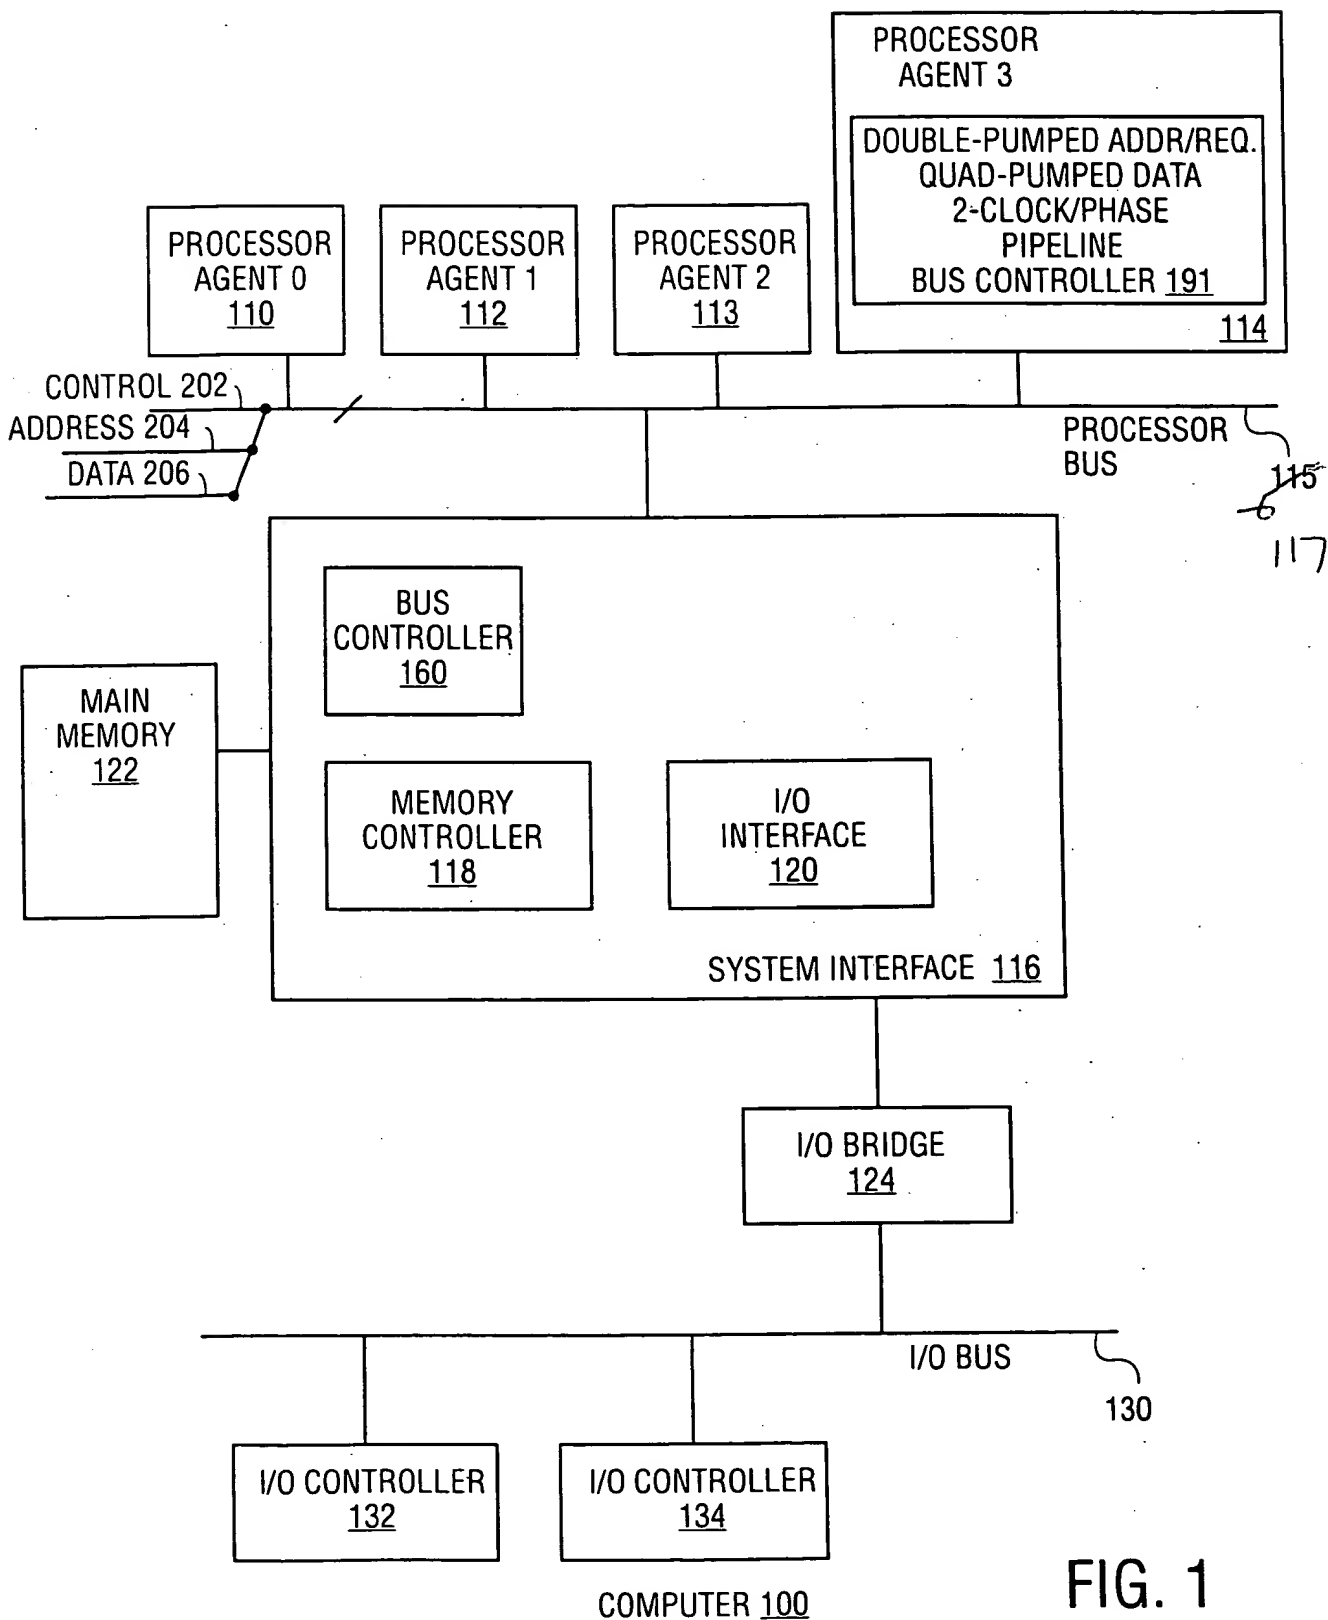 PROCESSOR
AGENT 3
DOUBLE-PUMPED ADDR/REQ.
QUAD-PUMPED DATA
2-CLOCK/PHASE
PIPELINE
BUS CONTROLLER 191
114
PROCESSOR
AGENT 0
110
PROCESSOR
AGENT 1
112
PROCESSOR
AGENT 2
113
CONTROL 202
ADDRESS 204
DATA 206
PROCESSOR
BUS
115
117
BUS
CONTROLLER
160
MAIN
MEMORY
122
MEMORY
CONTROLLER
118
I/O
INTERFACE
120
SYSTEM INTERFACE 116
I/O BRIDGE
124
I/O BUS
130
I/O CONTROLLER
132
I/O CONTROLLER
134
COMPUTER 100
FIG. 1